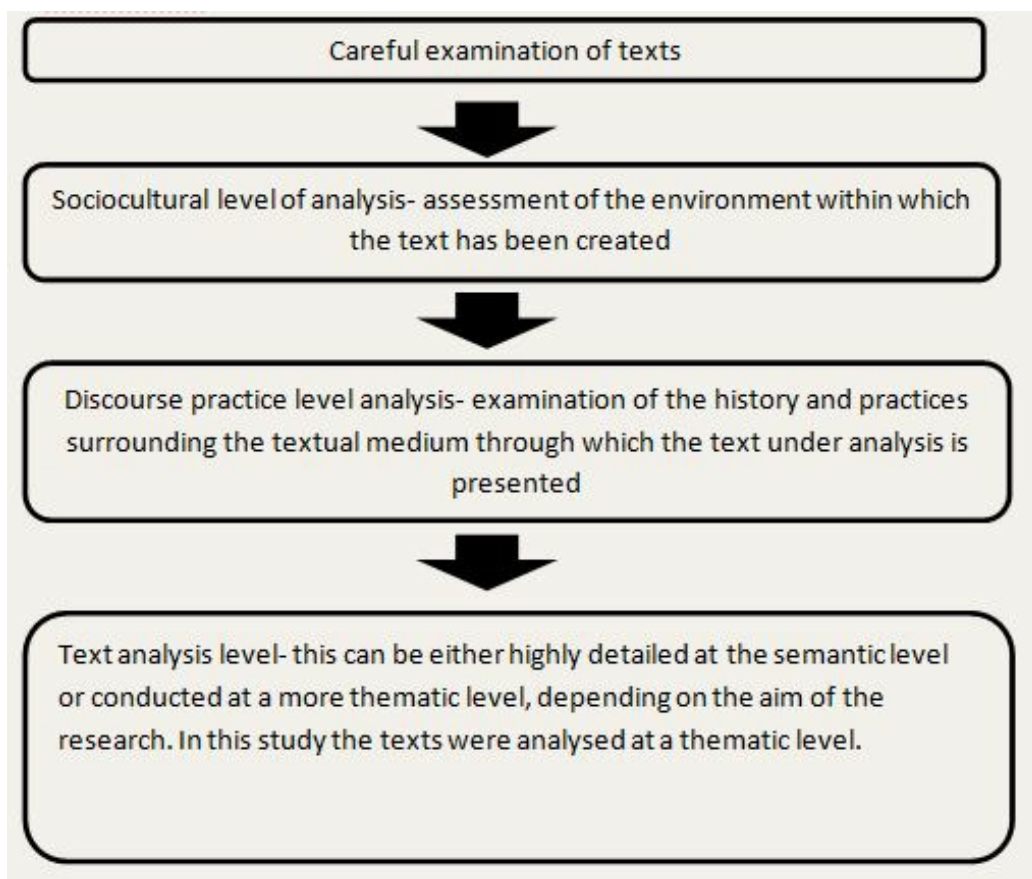 Careful examination of texts
Sociocultural level of analysis- assessment of the environment within which
the text has been created
Discourse practice level analysis- examination of the history and practices
surrounding the textual medium through which the text under analysis is
presented
Text analysis level- this can be either highly detailed at the semantic level
or conducted at a more thematic level, depending on the aim of the
research. In this study the texts were analysed at a thematic level.